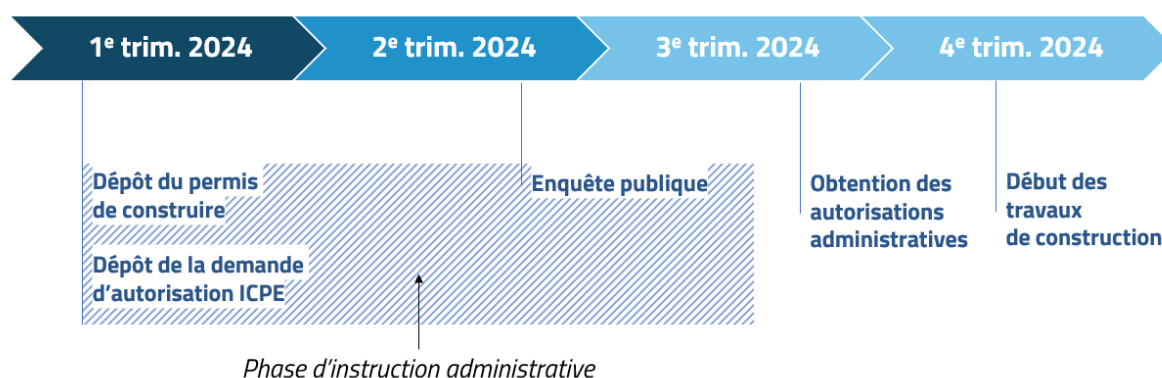 1e trim. 2024
2e trim. 2024
3e trim. 2024
4e trim. 2024
Dépôt du permis
de construire
Dépôt de la demande
d'autorisation ICPE
Enquête publique
Obtention des
autorisations
administratives
Début des
travaux
de construction
Phase d'instruction administrative